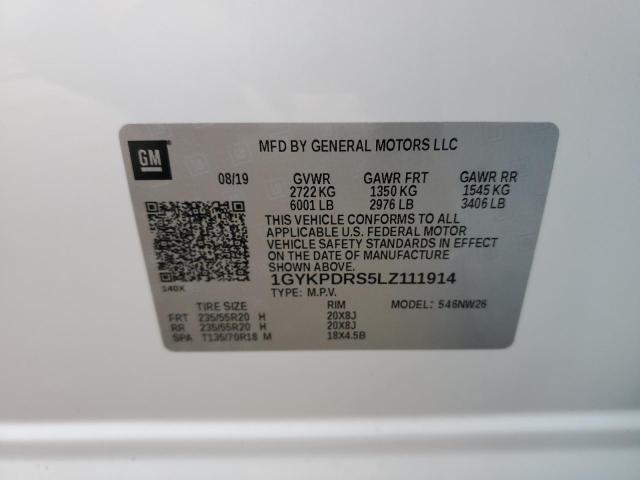 GM
MFD BY GENERAL MOTORS LLC
08/19 GVWR GAWR FRT GAWR RR
2722 KG 1350 KG 1545 KG
6001 LB 2976 LB 3406 LB
THIS VEHICLE CONFORMS TO ALL
APPLICABLE U.S. FEDERAL MOTOR
VEHICLE SAFETY STANDARDS IN EFFECT
ON THE DATE OF MANUFACTURE
SHOWN ABOVE.
1GYKPDRS5LZ111914
140X
TYPE: M.P.V. MODEL: 546NW26
TIRE SIZE RIM
FRT 235/55R20 H 20X8J
RR 235/55R20 H 20X8J
SPA T135/70R18 M 18X4.5B